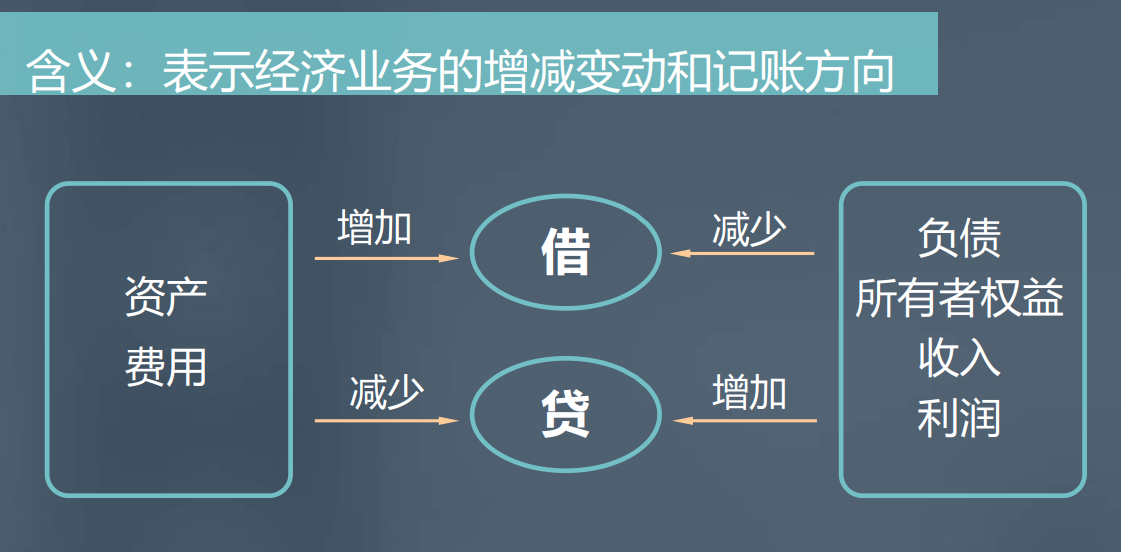 含义：表示经济业务的增减变动和记账方向
资产
费用
增加
借
减少
减少
贷
增加
负债
所有者权益
收入
利润